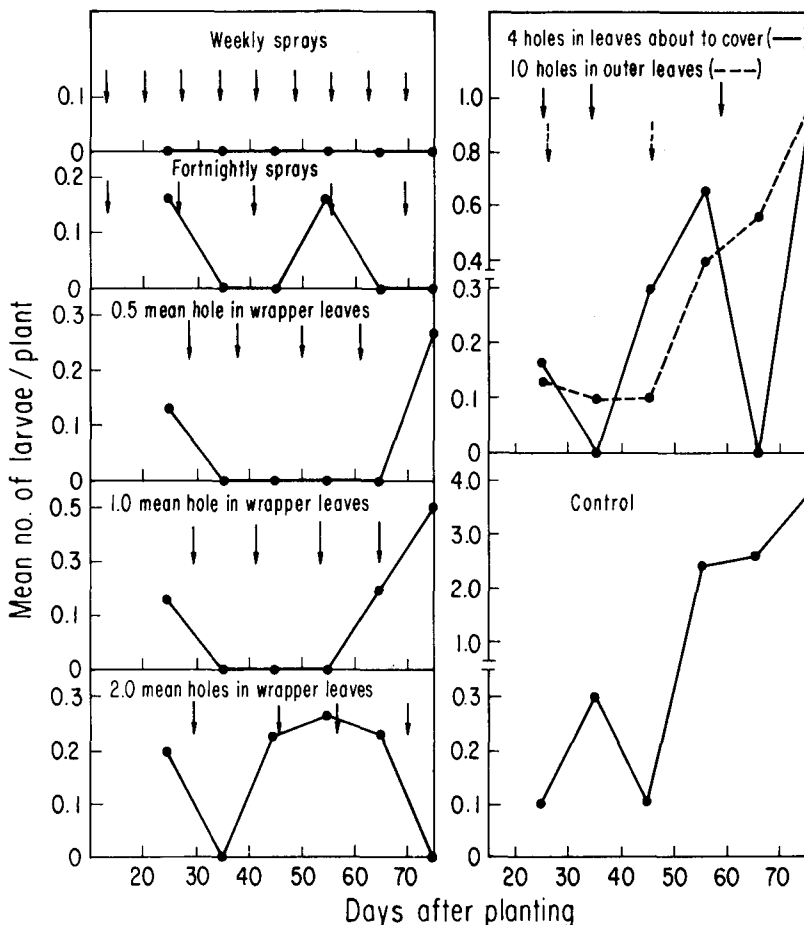 Weekly sprays
0.1
0
Fortnightly sprays
0.2
0.1
0
0.5 mean hole in wrapper leaves
0.3
0.2
0.1
0
1.0 mean hole in wrapper leaves
0.5
0.3
0.1
0
2.0 mean holes in wrapper leaves
0.3
0.2
0.1
0
20 30 40 50 60 70
Mean no. of larvae / plant
4 holes in leaves about to cover (—)
10 holes in outer leaves (----)
1.0
0.8
0.6
0.4
0.3
0.2
0.1
0
Control
4.0
3.0
2.0
1.0
0.3
0.2
0.1
0
20 30 40 50 60 70
Days after planting